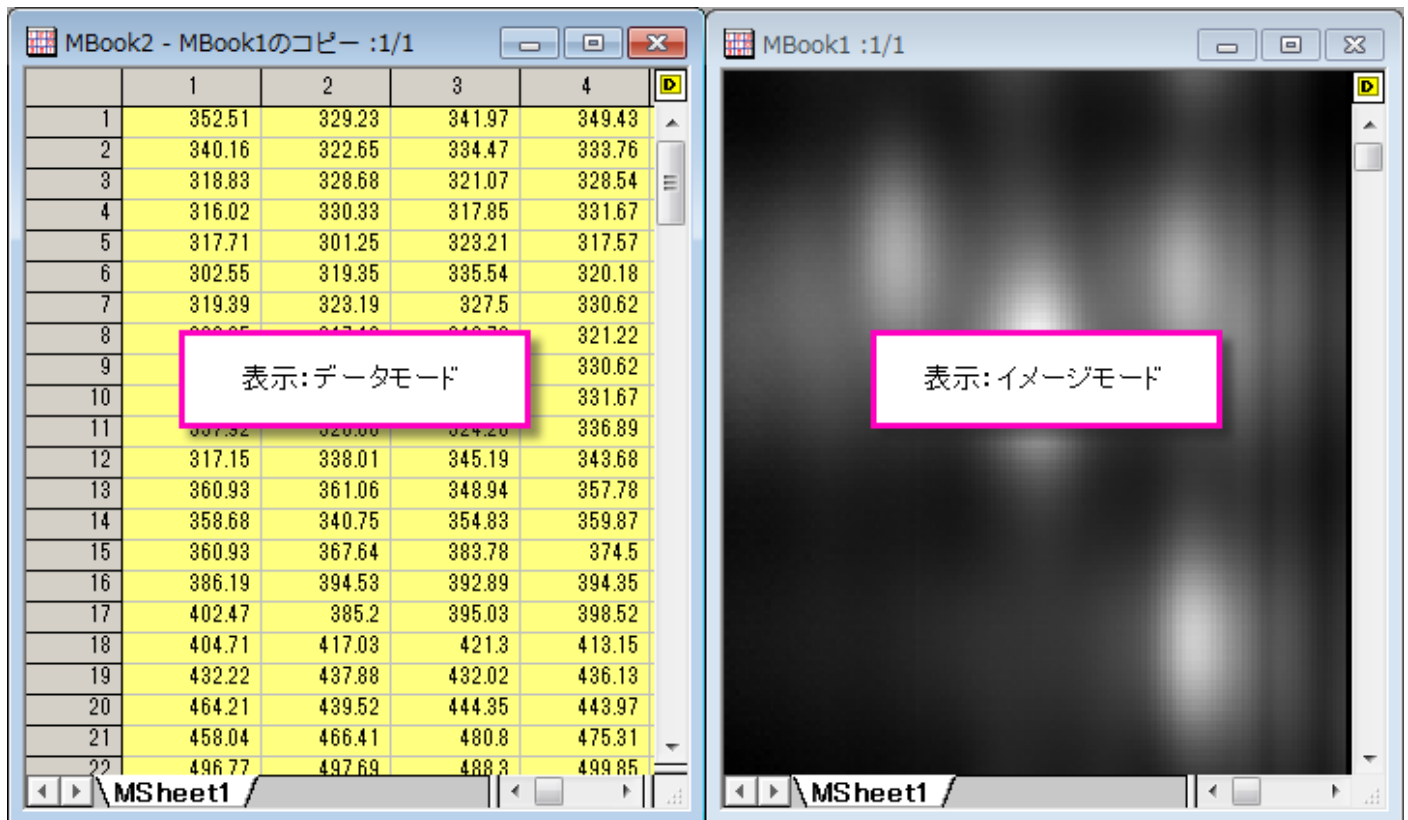 MBook2 - MBook1のコピー :1/1
1 2 3 4
1 352.51 329.23 341.97 349.43
2 340.16 322.65 334.47 333.76
3 318.83 328.68 321.07 328.54
4 316.02 330.33 317.85 331.67
5 317.71 301.25 323.21 317.57
6 302.55 319.35 335.54 320.18
7 319.39 323.19 327.5 330.62
8 321.22
9 330.62
10 331.67
11 336.89
12 317.15 338.01 345.19 343.68
13 360.93 361.06 348.94 357.78
14 358.68 340.75 354.83 359.87
15 360.93 367.64 383.78 374.5
16 386.19 394.53 392.89 394.35
17 402.47 385.2 395.03 398.52
18 404.71 417.03 421.3 413.15
19 432.22 437.88 432.02 436.13
20 464.21 439.52 444.35 443.97
21 458.04 466.41 480.8 475.31
22 496.77 497.69 488.3 499.85
表示:データモード
MSheet1
MBook1 :1/1
D
D
表示:イメージモード
MSheet1